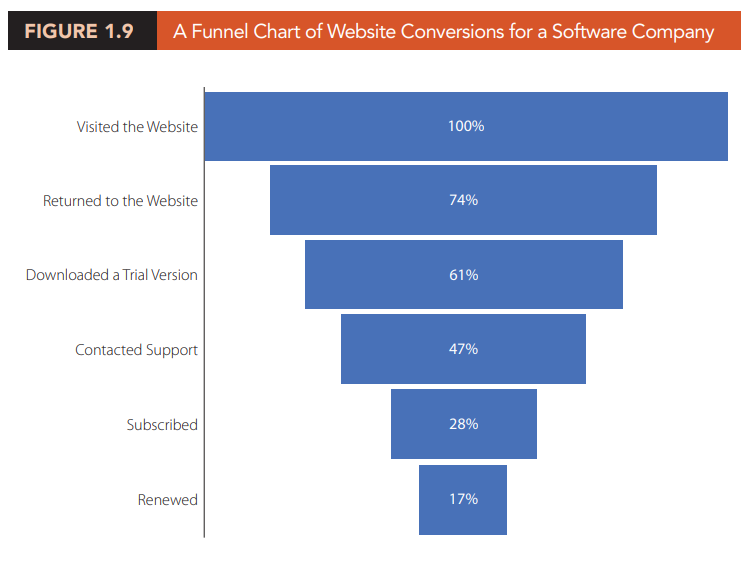 FIGURE 1.9
A Funnel Chart of Website Conversions for a Software Company
Visited the Website
100%
Returned to the Website
74%
Downloaded a Trial Version
61%
Contacted Support
47%
Subscribed
28%
Renewed
17%